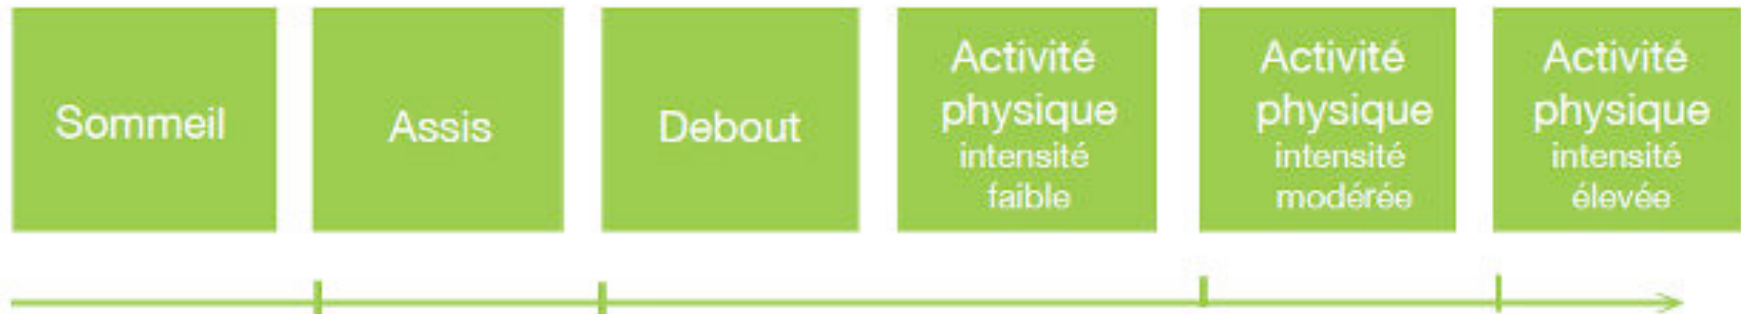 Sommeil
Assis
Debout
Activité
physique
intensité
faible
Activité
physique
intensité
modérée
Activité
physique
intensité
élevée